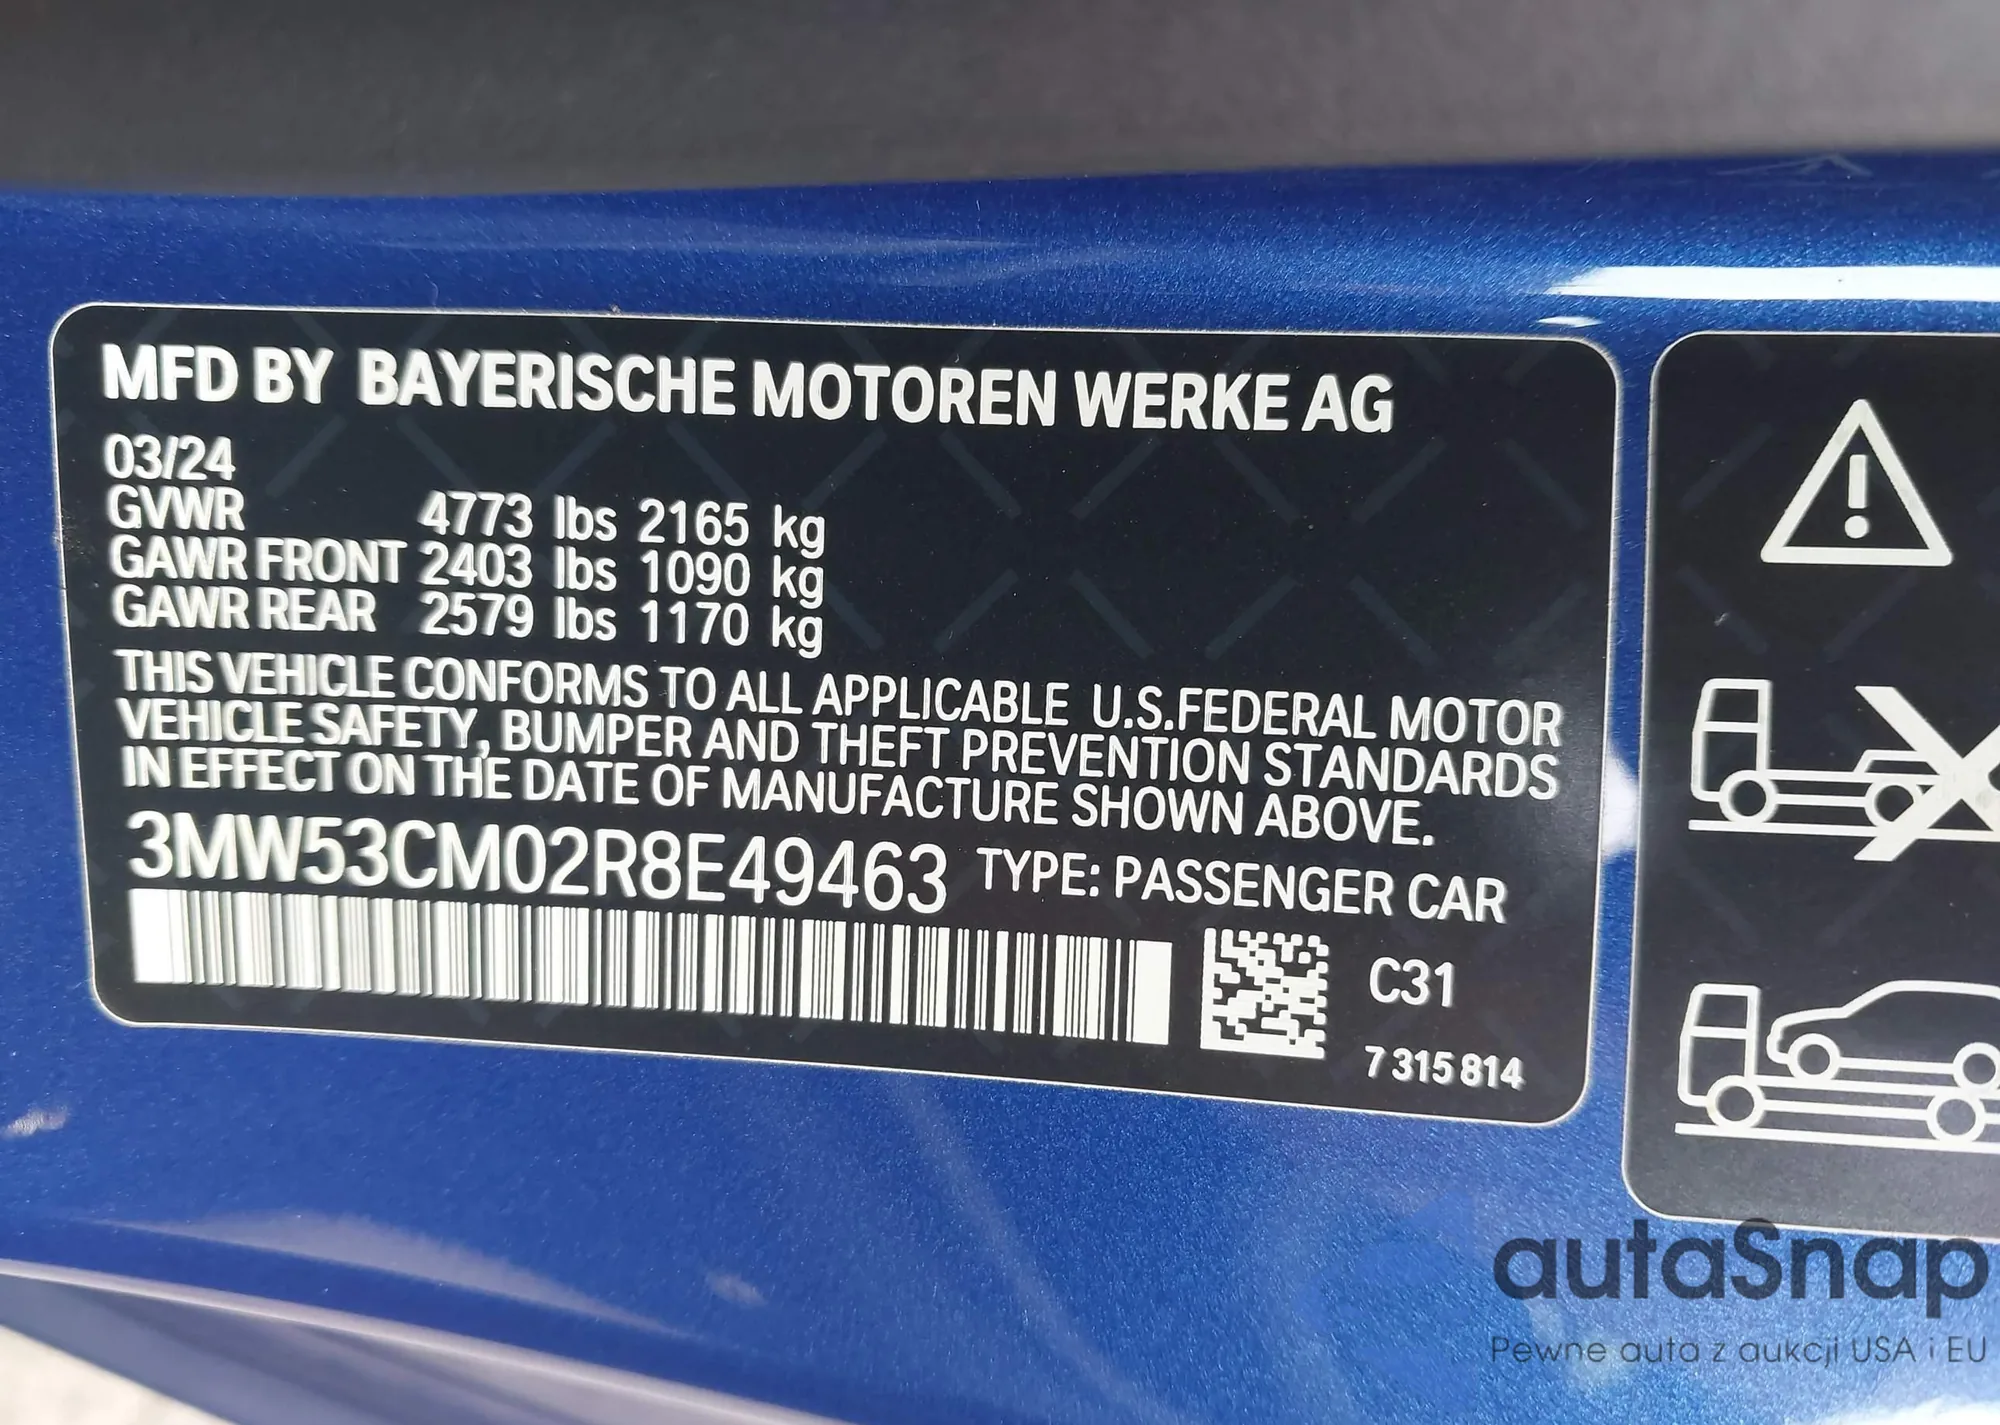 MFD BY BAYERISCHE MOTOREN WERKE AG
03/24
GVWR 4773 lbs 2165 kg
GAWR FRONT 2403 lbs 1090 kg
GAWR REAR 2579 lbs 1170 kg
THIS VEHICLE CONFORMS TO ALL APPLICABLE U.S.FEDERAL MOTOR
VEHICLE SAFETY, BUMPER AND THEFT PREVENTION STANDARDS
IN EFFECT ON THE DATE OF MANUFACTURE SHOWN ABOVE.
3MW53CM02R8E49463 TYPE: PASSENGER CAR
C31
7 315 814
autaSnap
Pewne auta z aukcji USA i EU